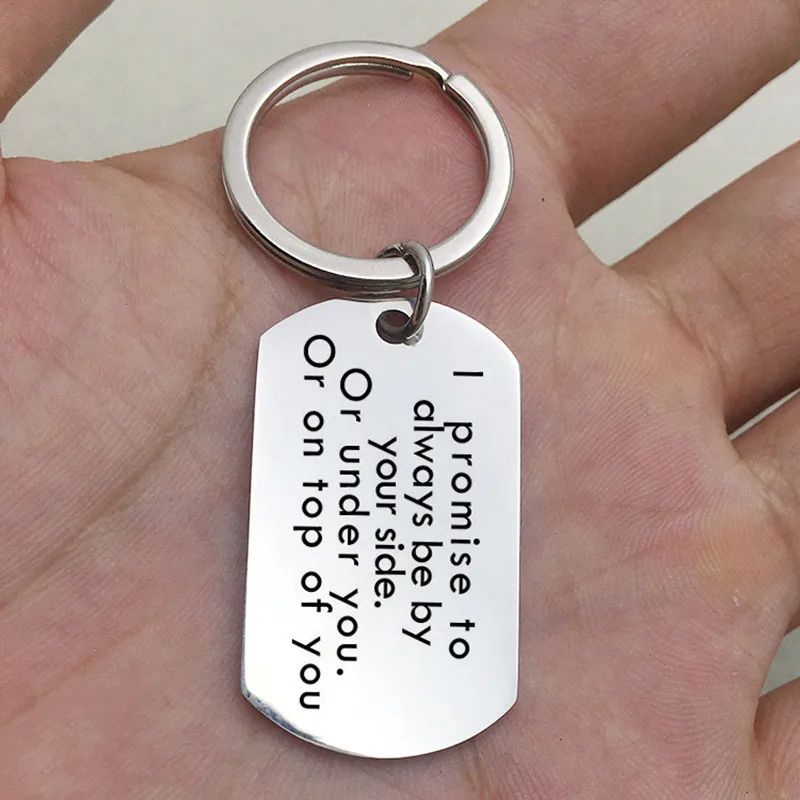 I promise to
always be by
your side.
Or under you.
Or on top of you